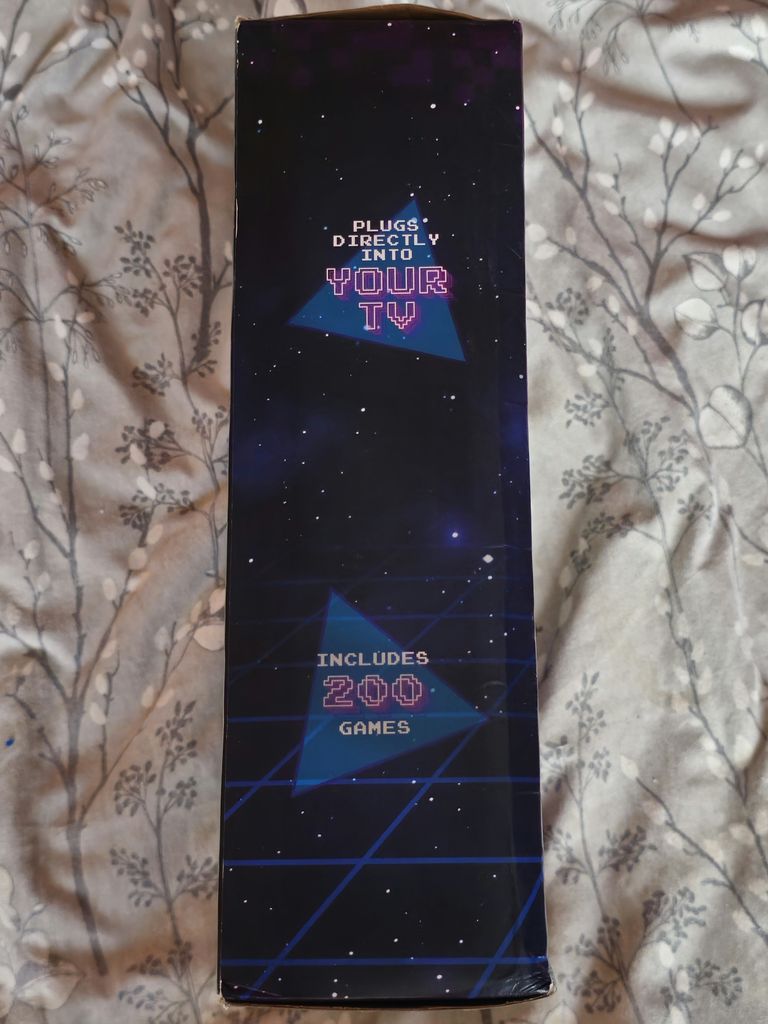 PLUGS
DIRECTLY
INTO
YOUR
TV
INCLUDES
200
GAMES